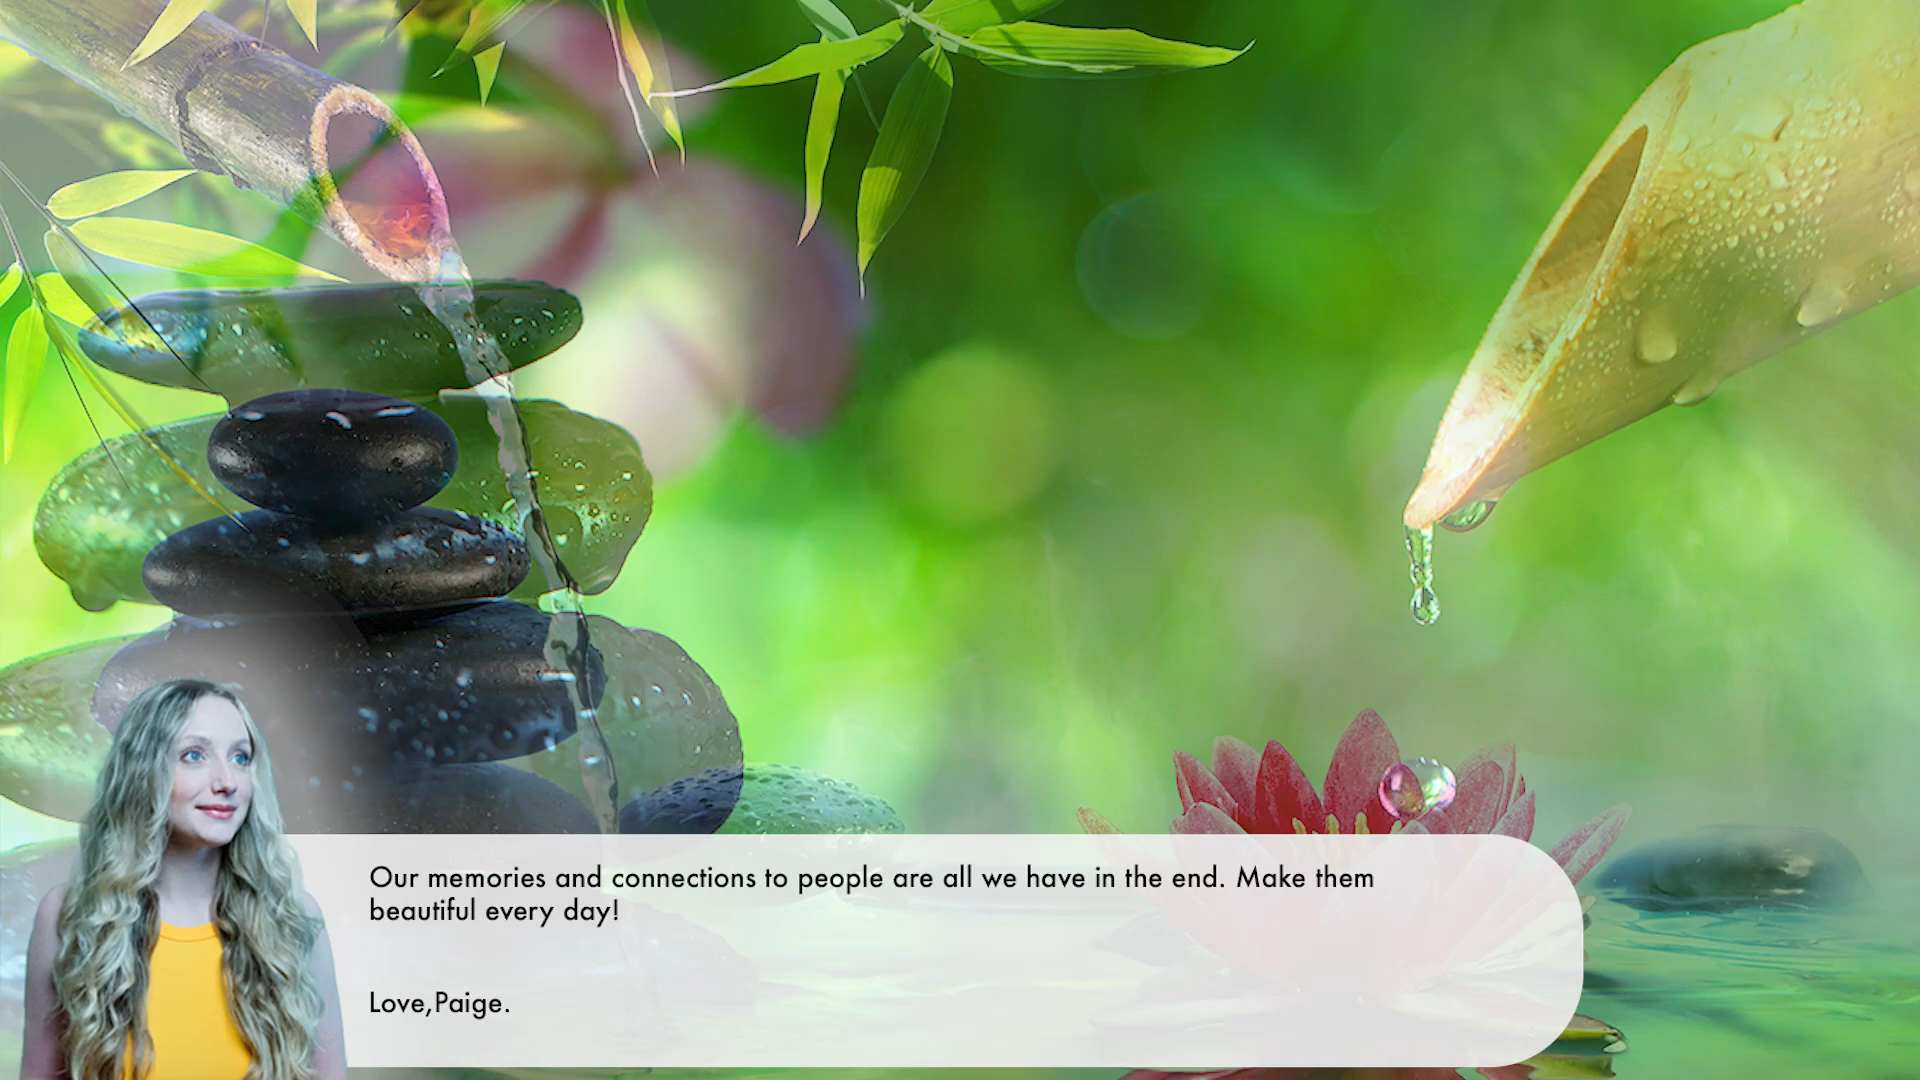 Our memories and connections to people are all we have in the end. Make them
beautiful every day!
Love,Paige.